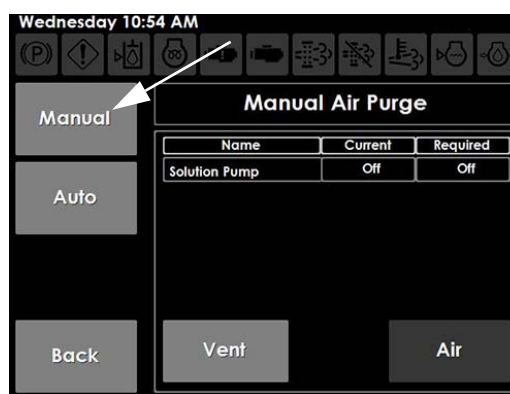 Wednesday 10:54 AM
(P)
Manual
Manual Air Purge
Name Current Required
Solution Pump Off Off
Auto
Back
Vent
Air